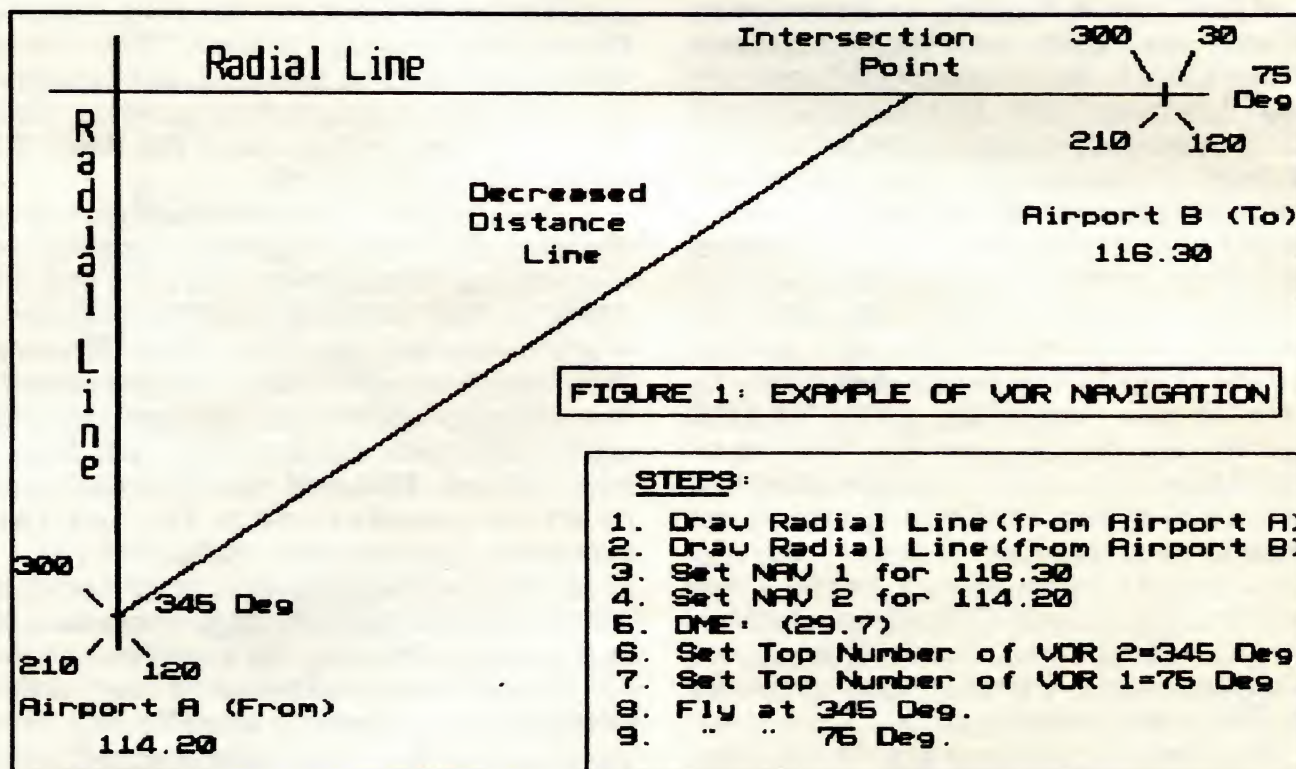 Radial Line
Intersection
Point
300 30
75
Deg
210 120
Radial Line
Decreased
Distance
Line
Airport B (To)
116.30
FIGURE 1: EXAMPLE OF VOR NAVIGATION
300
345 Deg
210 120
Airport A (From)
114.20
STEPS:
1. Draw Radial Line(from Airport A)
2. Draw Radial Line(from Airport B)
3. Set NAV 1 for 116.30
4. Set NAV 2 for 114.20
5. DME: (29.7)
6. Set Top Number of VOR 2=345 Deg
7. Set Top Number of VOR 1=75 Deg
8. Fly at 345 Deg.
9. " " 75 Deg.